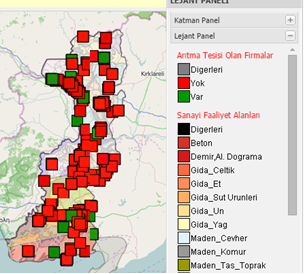 LEJANT PANELİ
Katman Panel
Lejant Panel
Arıtma Tesisi Olan Firmalar
Digerleri
Yok
Var
Sanayi Faaliyet Alanları
Digerleri
Beton
Demir,Al. Dograma
Gida_Celtik
Gida_Et
Gida_Sut Urunleri
Gida_Un
Gida_Yag
Maden_Cevher
Maden_Komur
Maden_Tas_Toprak
Kırklareli